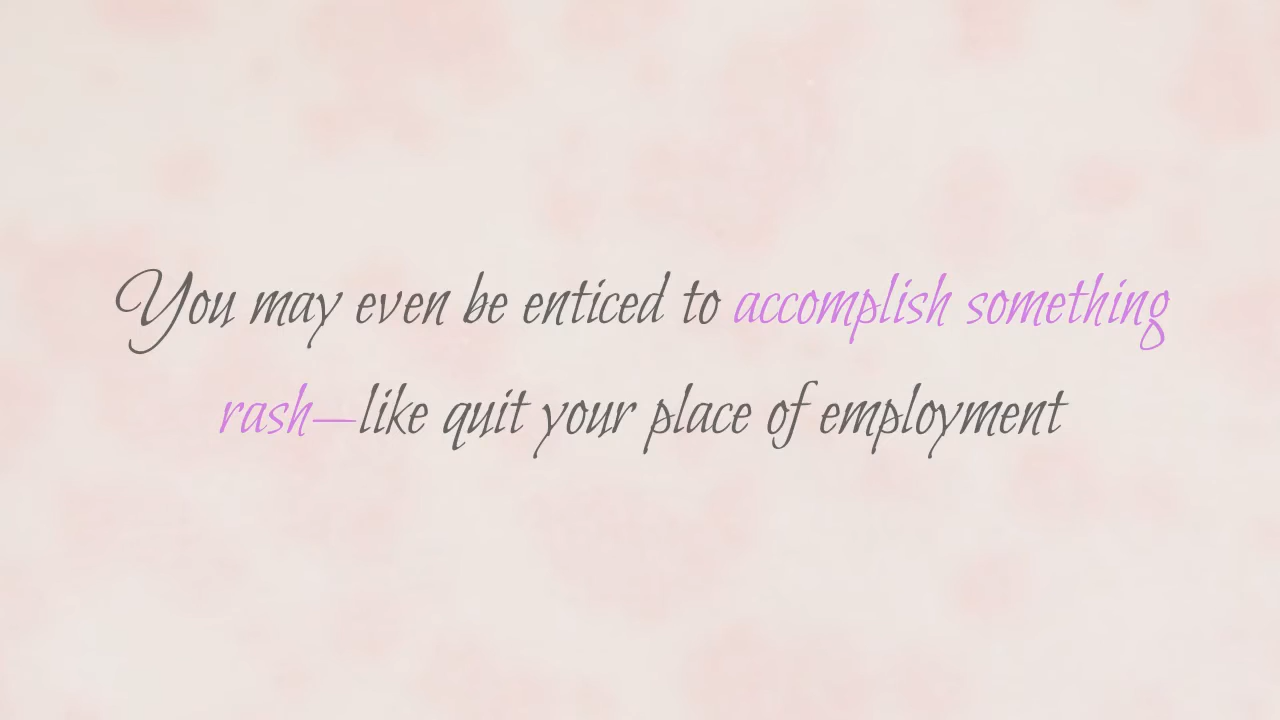 You may even be enticed to accomplish something
rash—like quit your place of employment